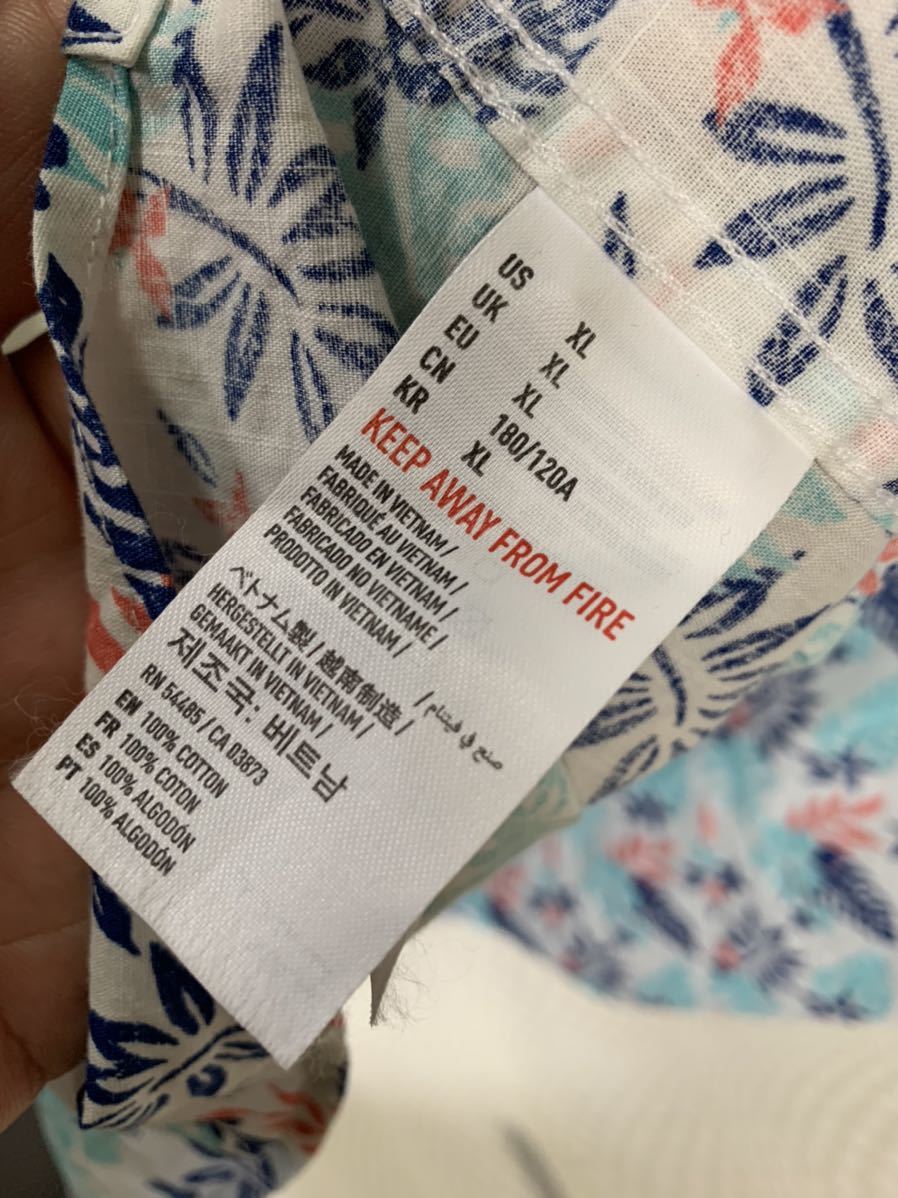 US XL
UK XL
EU XL
CN 180/120A
KR XL
KEEP AWAY FROM FIRE
MADE IN VIETNAM /
FABRIQUÉ AU VIETNAM /
FABRICADO EN VIETNAM /
FABRICADO NO VIETNAME /
PRODOTTO IN VIETNAM /
ベトナム製 / 越南制造 / صنع في فيتنام
HERGESTELLT IN VIETNAM /
GEMAAKT IN VIETNAM /
제조국: 베트남
RN 54485 / CA 03873
EN 100% COTTON
FR 100% COTON
ES 100% ALGODÓN
PT 100% ALGODÓN